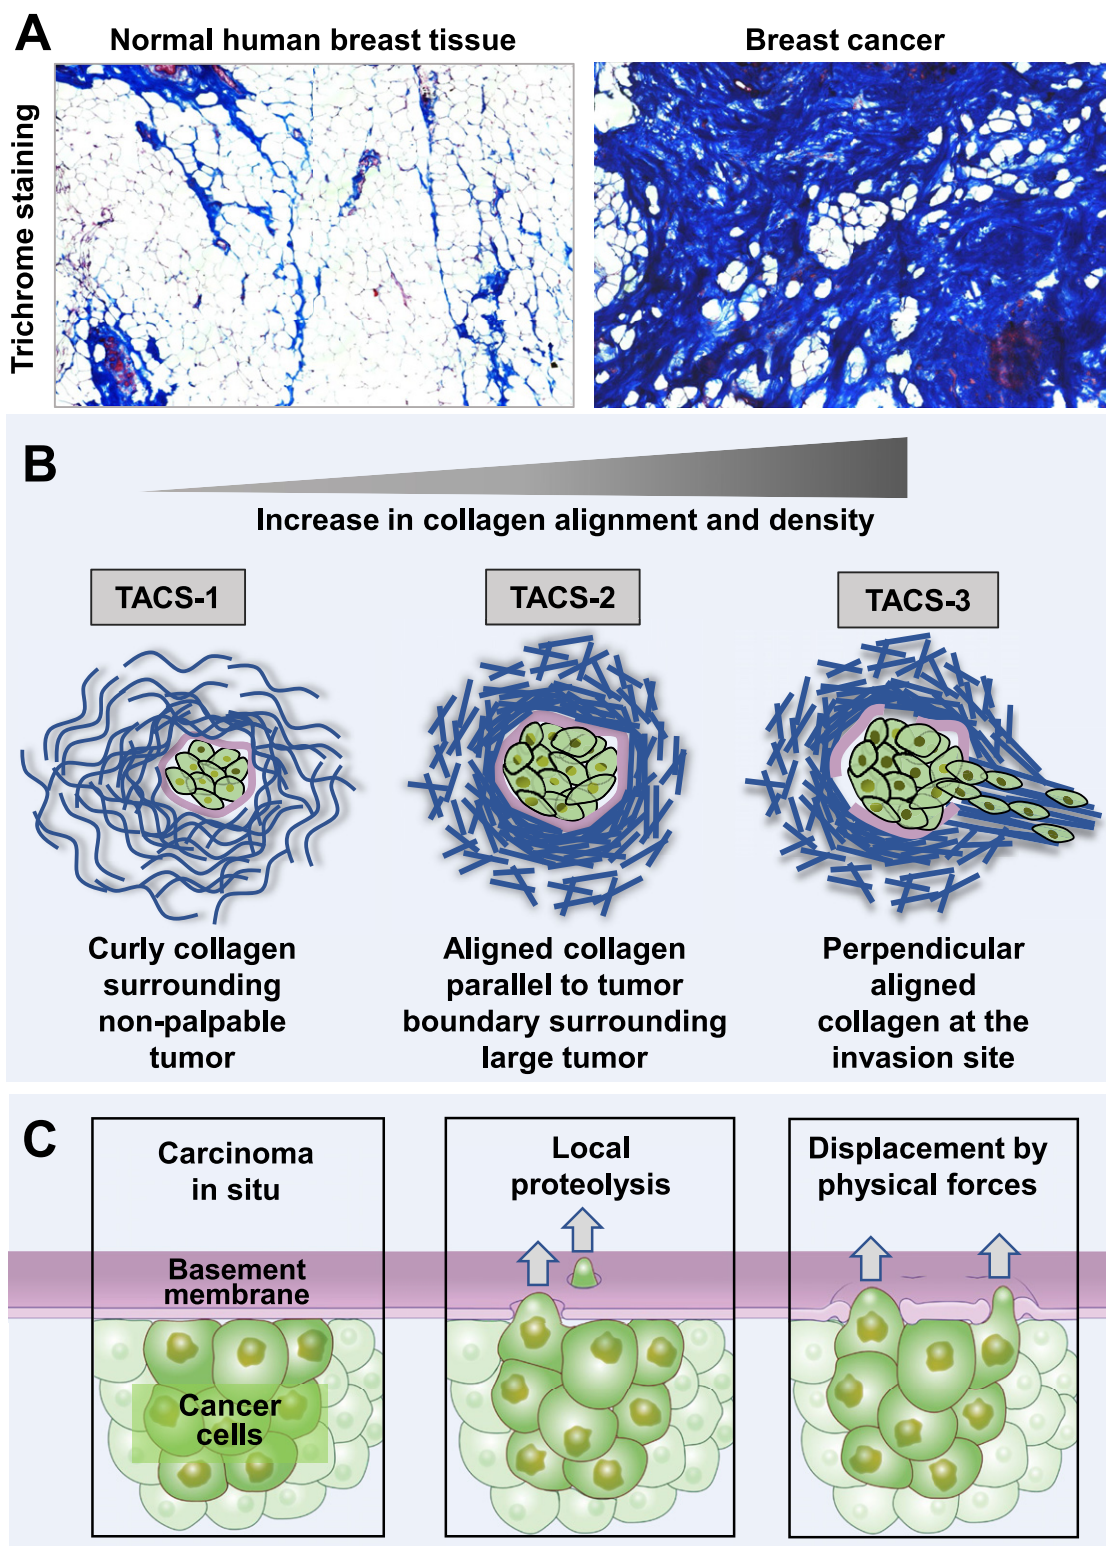 A
Normal human breast tissue
Breast cancer
Trichrome staining
B
Increase in collagen alignment and density
TACS-1
TACS-2
TACS-3
Curly collagen
surrounding
non-palpable
tumor
Aligned collagen
parallel to tumor
boundary surrounding
large tumor
Perpendicular
aligned
collagen at the
invasion site
C
Carcinoma
in situ
Local
proteolysis
Displacement by
physical forces
Basement
membrane
Cancer
cells